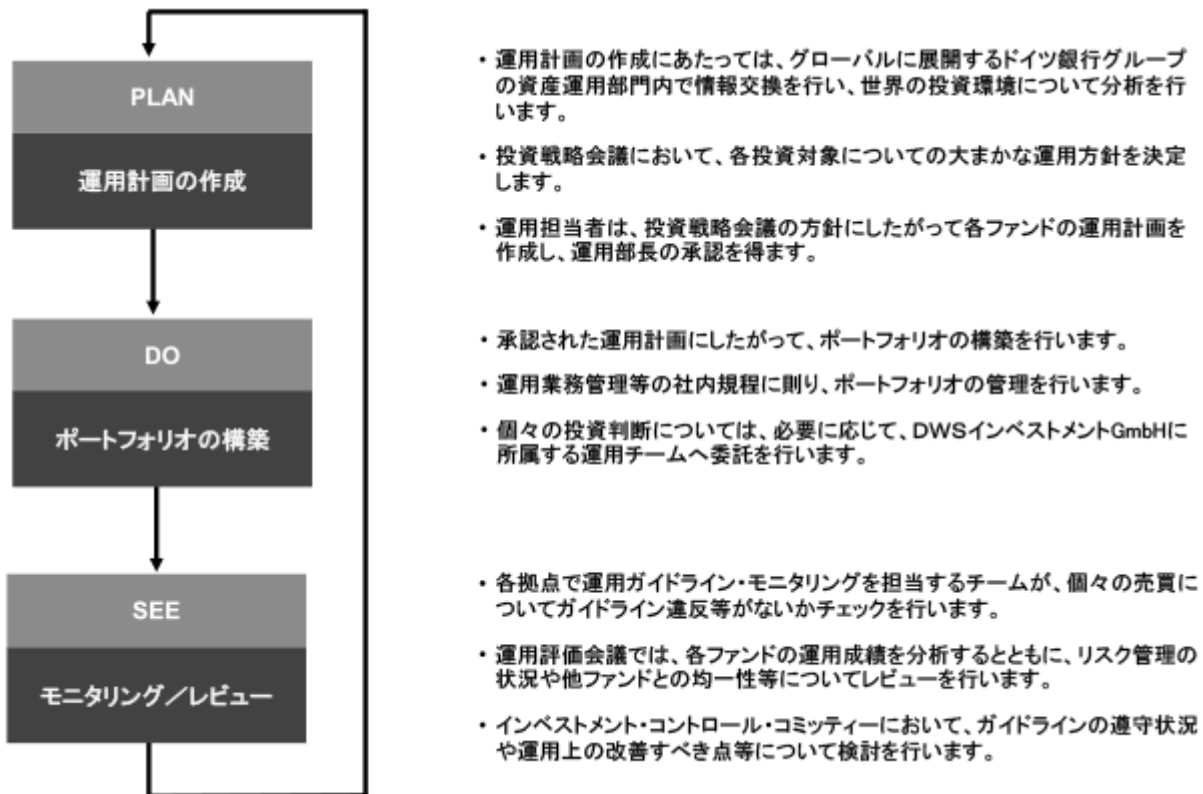 PLAN
運用計画の作成
・運用計画の作成にあたっては、グローバルに展開するドイツ銀行グループ
の資産運用部門内で情報交換を行い、世界の投資環境について分析を行
います。
・投資戦略会議において、各投資対象についての大まかな運用方針を決定
します。
・運用担当者は、投資戦略会議の方針にしたがって各ファンドの運用計画を
作成し、運用部長の承認を得ます。
DO
ポートフォリオの構築
・承認された運用計画にしたがって、ポートフォリオの構築を行います。
・運用業務管理等の社内規程に則り、ポートフォリオの管理を行います。
・個々の投資判断については、必要に応じて、DWSインベストメントGmbHに
所属する運用チームへ委託を行います。
SEE
モニタリング／レビュー
・各拠点で運用ガイドライン・モニタリングを担当するチームが、個々の売買に
ついてガイドライン違反等がないかチェックを行います。
・運用評価会議では、各ファンドの運用成績を分析するとともに、リスク管理の
状況や他ファンドとの均一性等についてレビューを行います。
・インベストメント・コントロール・コミッティーにおいて、ガイドラインの遵守状況
や運用上の改善すべき点等について検討を行います。